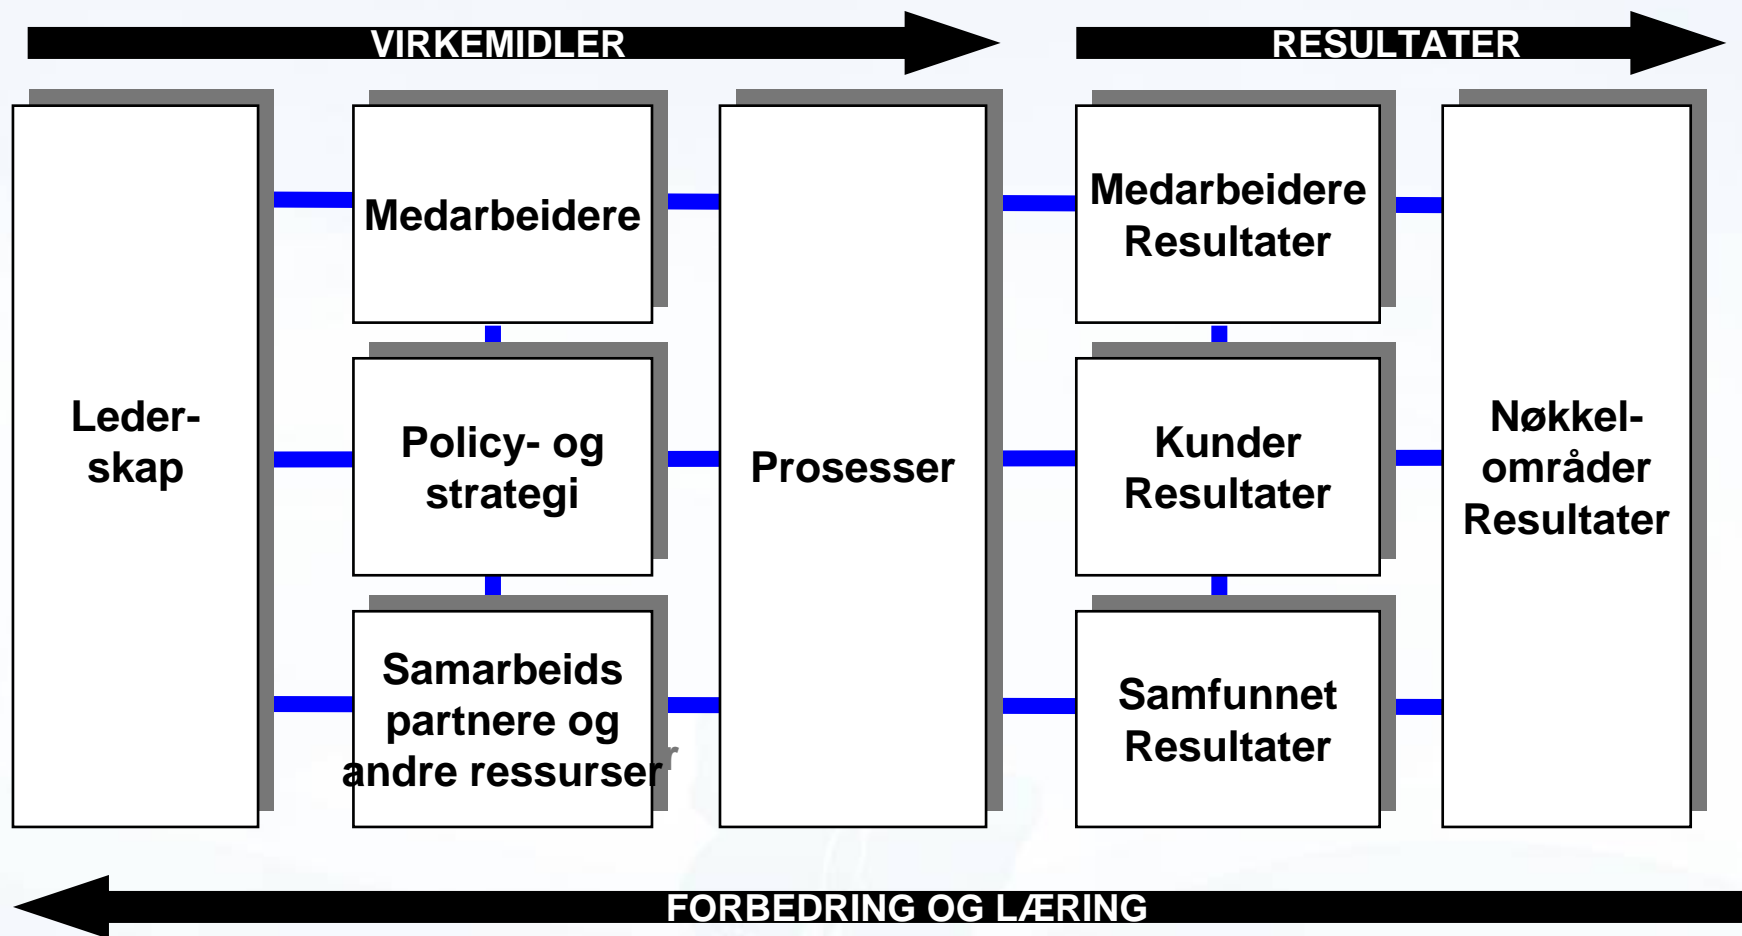 VIRKEMIDLER
RESULTATER
Leder-
skap
Medarbeidere
Policy- og
strategi
Samarbeids
partnere og
andre ressurser
Prosesser
Medarbeidere
Resultater
Kunder
Resultater
Samfunnet
Resultater
Nøkkel-
områder
Resultater
FORBEDRING OG LÆRING